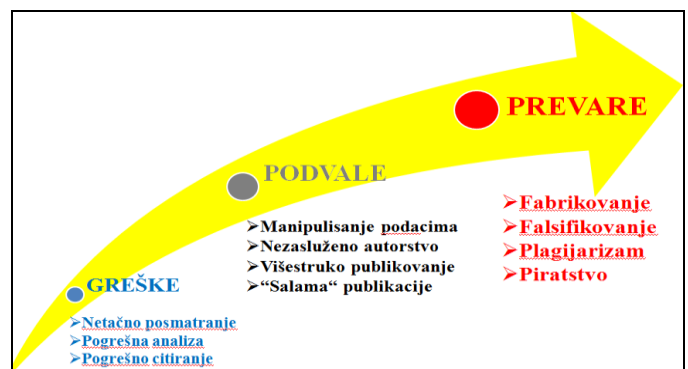 PREVARE
PODVALE
➢Fabrikovanje
➢Falsifikovanje
➢Plagijarizam
➢Piratstvo
➢Manipulisanje podacima
➢Nezasluženo autorstvo
➢Višestruko publikovanje
➢“Salama“ publikacije
GREŠKE
➢Netačno posmatranje
➢Pogrešna analiza
➢Pogrešno citiranje